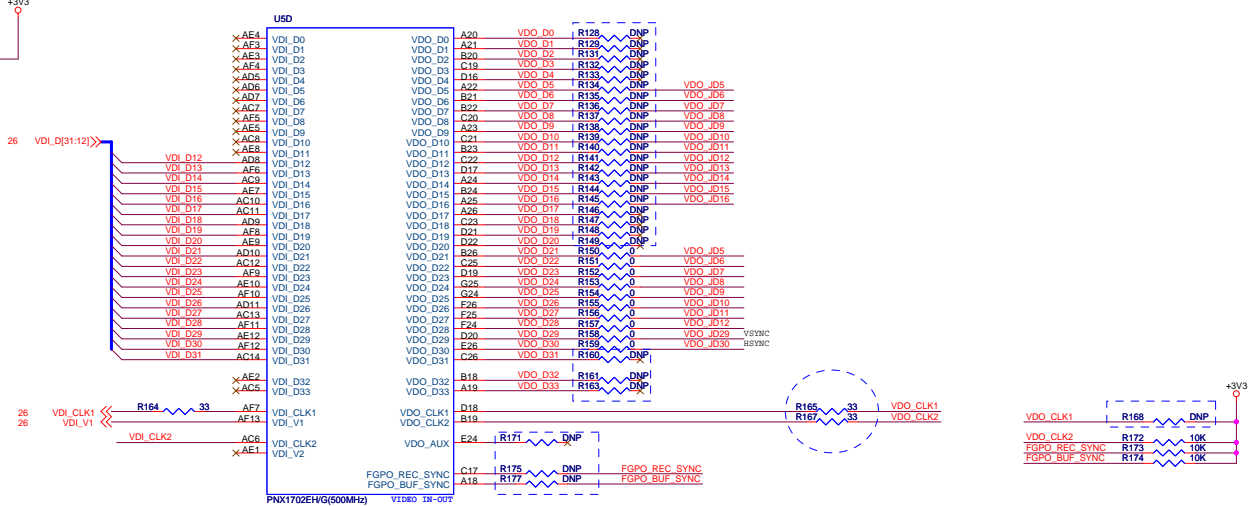 +3V3
U5D
AE4 VDI_D0 VDO_D0 A20 VDO_D0 R128 DNP
AF3 VDI_D1 VDO_D1 A21 VDO_D1 R129 DNP
AE3 VDI_D2 VDO_D2 B20 VDO_D2 R131 DNP
AF4 VDI_D3 VDO_D3 C19 VDO_D3 R132 DNP
AD5 VDI_D4 VDO_D4 D16 VDO_D4 R133 DNP
AD6 VDI_D5 VDO_D5 A22 VDO_D5 R134 DNP VDO_JD5
AD7 VDI_D6 VDO_D6 B21 VDO_D6 R135 DNP VDO_JD6
AC7 VDI_D7 VDO_D7 B22 VDO_D7 R136 DNP VDO_JD7
AF5 VDI_D8 VDO_D8 C20 VDO_D8 R137 DNP VDO_JD8
AE5 VDI_D9 VDO_D9 A23 VDO_D9 R138 DNP VDO_JD9
AC8 VDI_D10 VDO_D10 C21 VDO_D10 R139 DNP VDO_JD10
26 VDI_D[31:12]
AE8 VDI_D11 VDO_D11 B23 VDO_D11 R140 DNP VDO_JD11
VDI_D12 AD8 VDI_D12 VDO_D12 C22 VDO_D12 R141 DNP VDO_JD12
VDI_D13 AF6 VDI_D13 VDO_D13 D17 VDO_D13 R142 DNP VDO_JD13
VDI_D14 AC9 VDI_D14 VDO_D14 A24 VDO_D14 R143 DNP VDO_JD14
VDI_D15 AE7 VDI_D15 VDO_D15 B24 VDO_D15 R144 DNP VDO_JD15
VDI_D16 AC10 VDI_D16 VDO_D16 A25 VDO_D16 R145 DNP VDO_JD16
VDI_D17 AC11 VDI_D17 VDO_D17 A26 VDO_D17 R146 DNP
VDI_D18 AD9 VDI_D18 VDO_D18 C23 VDO_D18 R147 DNP
VDI_D19 AF8 VDI_D19 VDO_D19 D21 VDO_D19 R148 DNP
VDI_D20 AE9 VDI_D20 VDO_D20 D22 VDO_D20 R149 DNP
VDI_D21 AD10 VDI_D21 VDO_D21 B26 VDO_D21 R150 0 VDO_JD5
VDI_D22 AC12 VDI_D22 VDO_D22 C25 VDO_D22 R151 0 VDO_JD6
VDI_D23 AF9 VDI_D23 VDO_D23 D19 VDO_D23 R152 0 VDO_JD7
VDI_D24 AE10 VDI_D24 VDO_D24 G25 VDO_D24 R153 0 VDO_JD8
VDI_D25 AF10 VDI_D25 VDO_D25 G24 VDO_D25 R154 0 VDO_JD9
VDI_D26 AD11 VDI_D26 VDO_D26 F26 VDO_D26 R155 0 VDO_JD10
VDI_D27 AC13 VDI_D27 VDO_D27 F25 VDO_D27 R156 0 VDO_JD11
VDI_D28 AF11 VDI_D28 VDO_D28 F24 VDO_D28 R157 0 VDO_JD12
VDI_D29 AE12 VDI_D29 VDO_D29 D20 VDO_D29 R158 0 VDO_JD29 VSYNC
VDI_D30 AF12 VDI_D30 VDO_D30 E26 VDO_D30 R159 0 VDO_JD30 HSYNC
VDI_D31 AC14 VDI_D31 VDO_D31 C26 VDO_D31 R160 DNP
AE2 VDI_D32 VDO_D32 B18 VDO_D32 R161 DNP
AC5 VDI_D33 VDO_D33 A19 VDO_D33 R163 DNP
+3V3
26 VDI_CLK1 R164 33 AF7 VDI_CLK1 VDO_CLK1 D18 R165 33 VDO_CLK1
26 VDI_V1 AF13 VDI_V1 VDO_CLK2 B19 R167 33 VDO_CLK2
VDO_CLK1 R168 DNP
VDI_CLK2 AC6 VDI_CLK2 VDO_AUX E24 R171 DNP
VDO_CLK2 R172 10K
AE1 VDI_V2
FGPO_REC_SYNC R173 10K
FGPO_BUF_SYNC R174 10K
FGPO_REC_SYNC C17 R175 DNP FGPO_REC_SYNC
FGPO_BUF_SYNC A18 R177 DNP FGPO_BUF_SYNC
PNX1702EH/G(500MHz) VIDEO IN-OUT